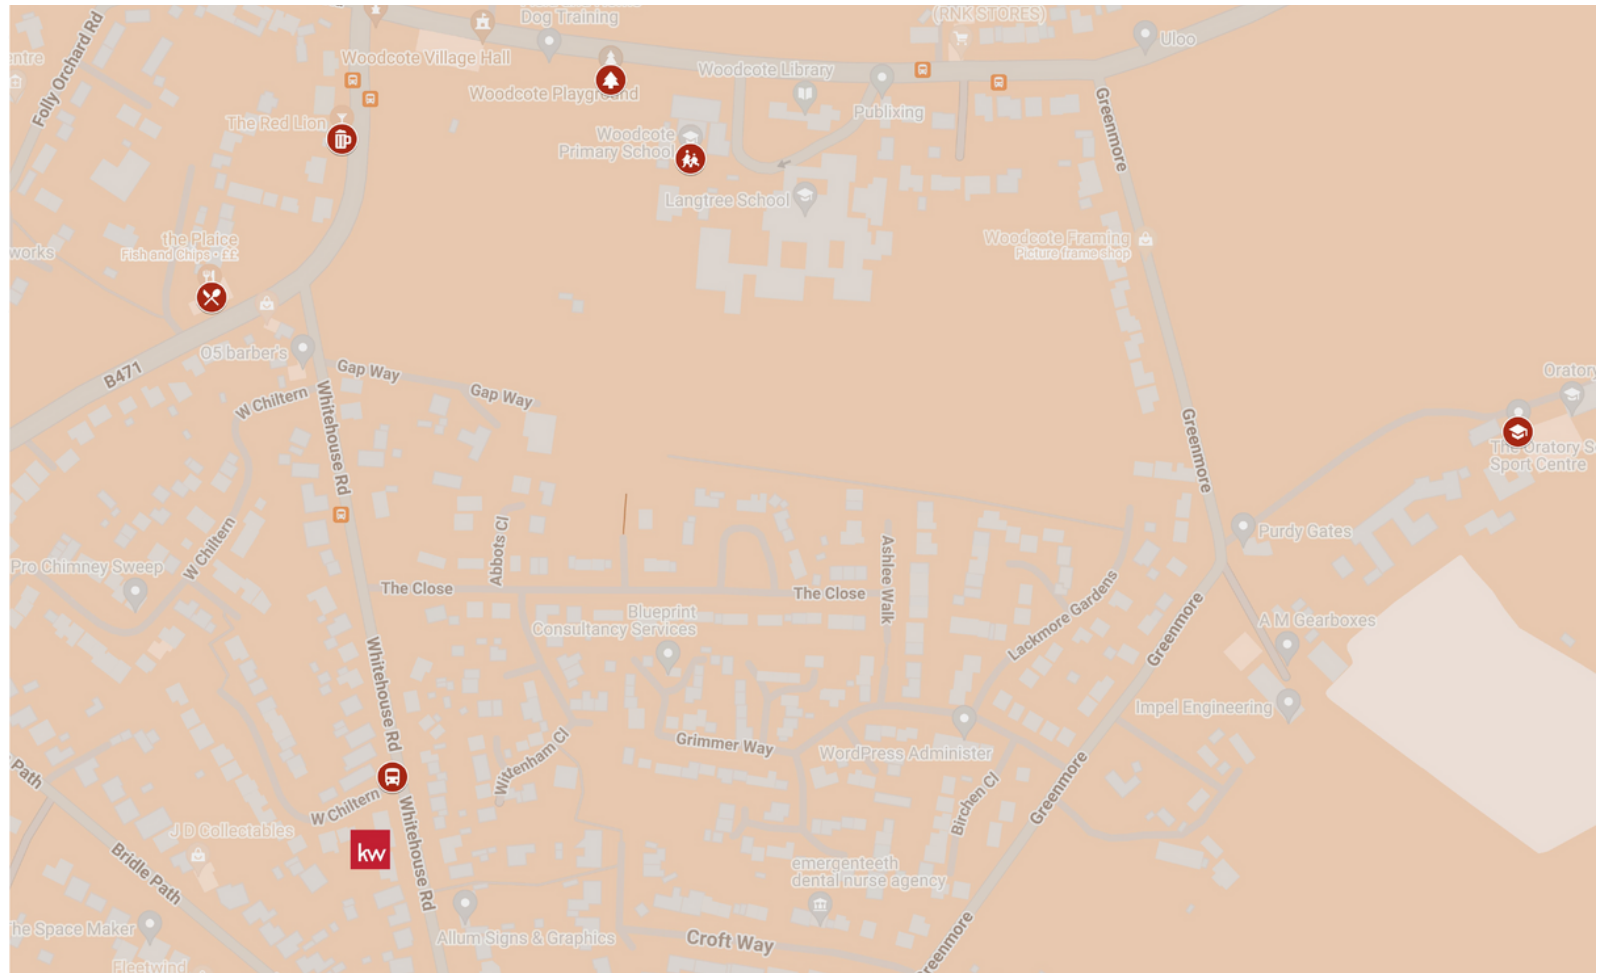 Folly Orchard Rd
entre
Dog Training
(RNK STORES)
Uloo
Woodcote Village Hall
Woodcote Library
Woodcote Playground
Publixing
The Red Lion
Woodcote
Primary School
Greenmore
Langtree School
works
the Plaice
Fish and Chips • ££
Woodcote Framing
Picture frame shop
O5 barber's
B471
Gap Way
Gap Way
W Chiltern
Whitehouse Rd
Oratory
Greenmore
The Oratory S
Sport Centre
Purdy Gates
Abbots Cl
W Chiltern
Pro Chimney Sweep
The Close
The Close
Ashlee Walk
Lackmore Gardens
Blueprint
Consultancy Services
A M Gearboxes
Greenmore
Whitehouse Rd
Impel Engineering
Grimmer Way
WordPress Administer
Wittenham Cl
Path
W Chiltern
Whitehouse Rd
Birchen Cl
Greenmore
J D Collectables
kw
Bridle Path
emergenteeth
dental nurse agency
he Space Maker
Allum Signs & Graphics
Croft Way
Greenmore
Fleetwind